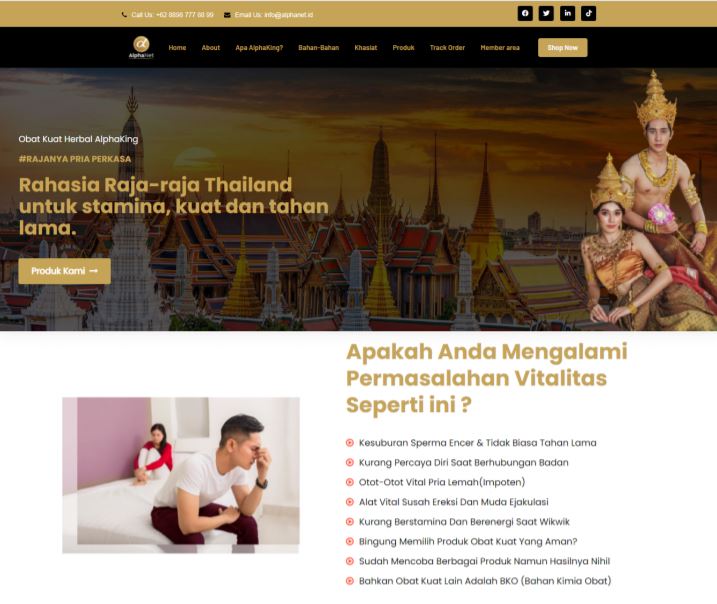 Call Us: +62 8896 777 88 99 Email Us: info@alphanet.id
AlphaNet
Home About Apa AlphaKing? Bahan-Bahan Khasiat Produk Track Order Member area Shop Now
Obat Kuat Herbal AlphaKing
#RAJANYA PRIA PERKASA
Rahasia Raja-raja Thailand
untuk stamina, kuat dan tahan
lama.
Produk Kami →
Apakah Anda Mengalami
Permasalahan Vitalitas
Seperti ini ?
Kesuburan Sperma Encer & Tidak Biasa Tahan Lama
Kurang Percaya Diri Saat Berhubungan Badan
Otot-Otot Vital Pria Lemah(Impoten)
Alat Vital Susah Ereksi Dan Muda Ejakulasi
Kurang Berstamina Dan Berenergi Saat Wikwik
Bingung Memilih Produk Obat Kuat Yang Aman?
Sudah Mencoba Berbagai Produk Namun Hasilnya Nihil
Bahkan Obat Kuat Lain Adalah BKO (Bahan Kimia Obat)